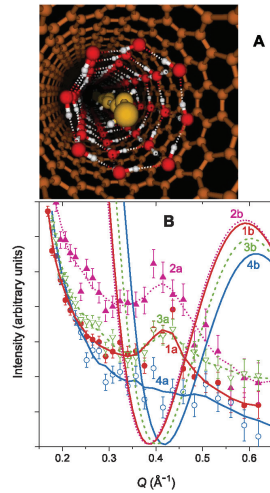 A
B
2b
1b
3b
4b
2a
3a
1a
4a
Intensity (arbitrary units)
0.2 0.3 0.4 0.5 0.6
Q (Å⁻¹)